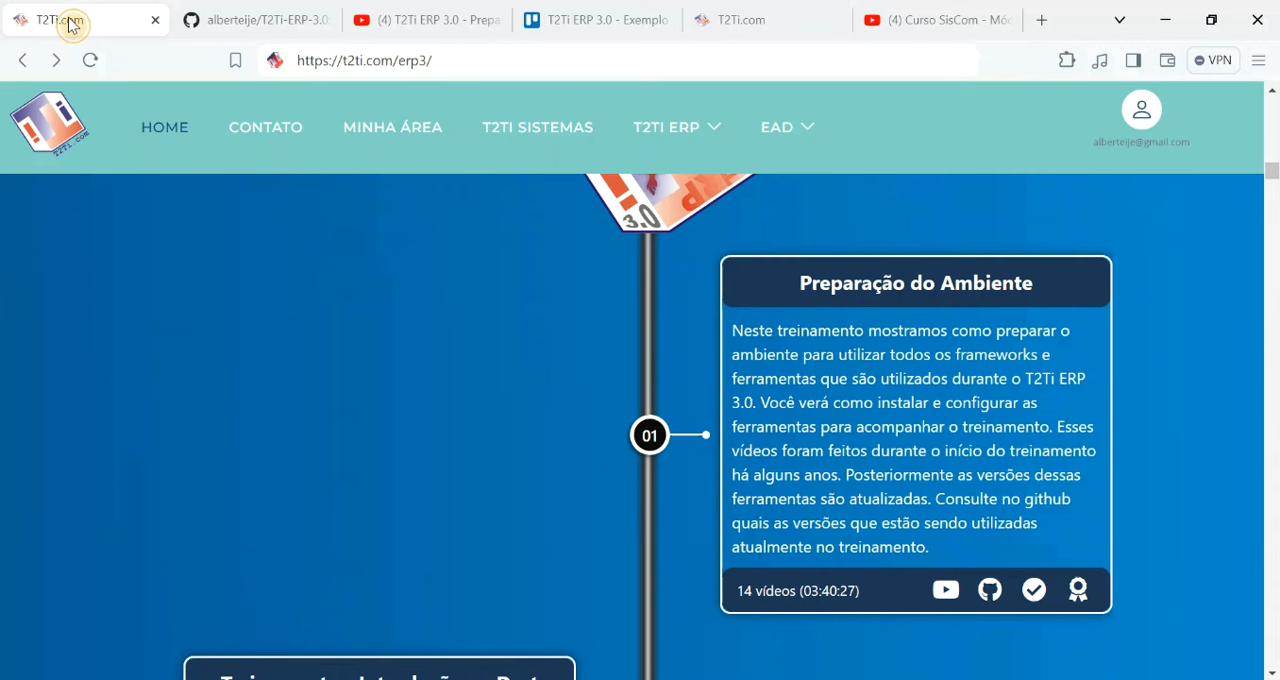 T2Ti.com
alberteije/T2Ti-ERP-3.0:
(4) T2Ti ERP 3.0 - Prepa
T2Ti ERP 3.0 - Exemplo
T2Ti.com
(4) Curso SisCom - Mód
https://t2ti.com/erp3/
VPN
T2Ti.COM
HOME
CONTATO
MINHA ÁREA
T2TI SISTEMAS
T2TI ERP
EAD
alberteije@gmail.com
3.0
Preparação do Ambiente
Neste treinamento mostramos como preparar o
ambiente para utilizar todos os frameworks e
ferramentas que são utilizados durante o T2Ti ERP
3.0. Você verá como instalar e configurar as
ferramentas para acompanhar o treinamento. Esses
vídeos foram feitos durante o início do treinamento
há alguns anos. Posteriormente as versões dessas
ferramentas são atualizadas. Consulte no github
quais as versões que estão sendo utilizadas
atualmente no treinamento.
01
14 vídeos (03:40:27)